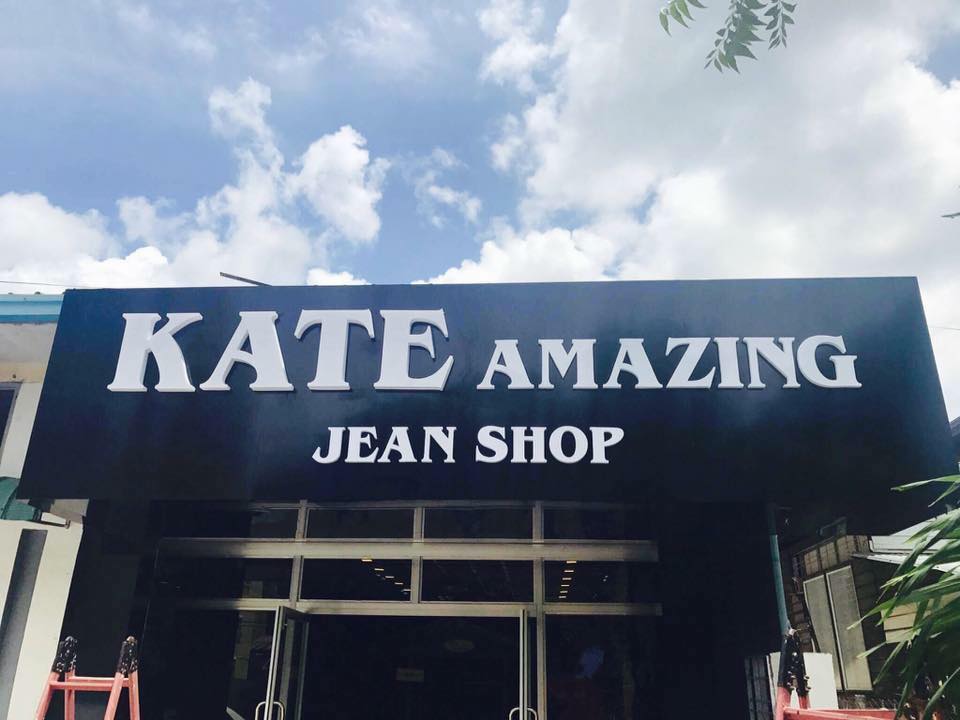 KATE AMAZING
JEAN SHOP